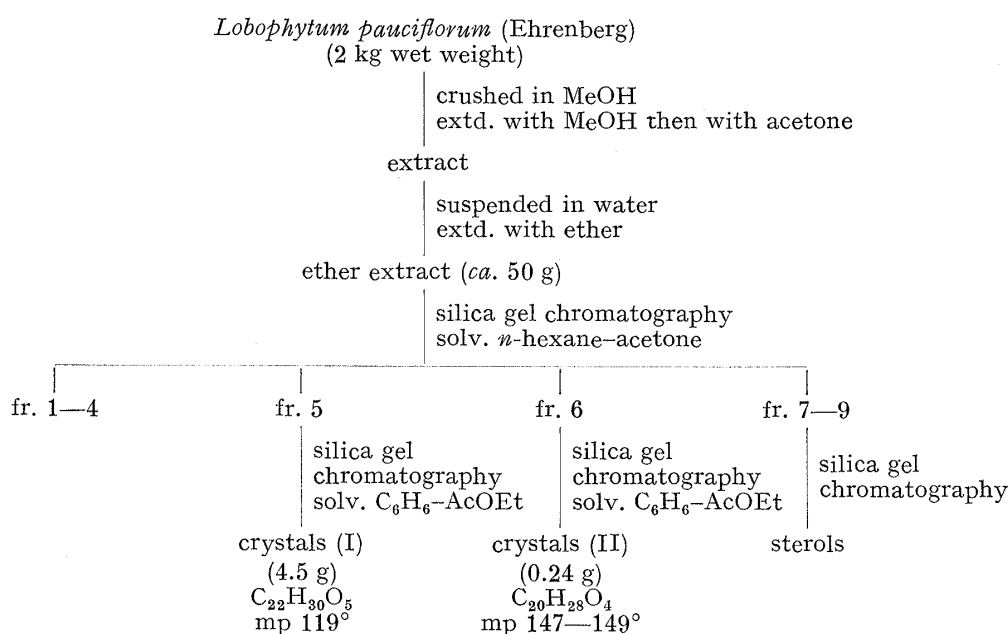 Lobophytum pauciflorum (Ehrenberg)
(2 kg wet weight)
crushed in MeOH
extd. with MeOH then with acetone
extract
suspended in water
extd. with ether
ether extract (ca. 50 g)
silica gel chromatography
solv. n-hexane–acetone
fr. 1—4
fr. 5
fr. 6
fr. 7—9
silica gel
chromatography
solv. C₆H₆–AcOEt
silica gel
chromatography
solv. C₆H₆–AcOEt
silica gel
chromatography
crystals (I)
(4.5 g)
C₂₂H₃₀O₅
mp 119°
crystals (II)
(0.24 g)
C₂₀H₂₈O₄
mp 147—149°
sterols